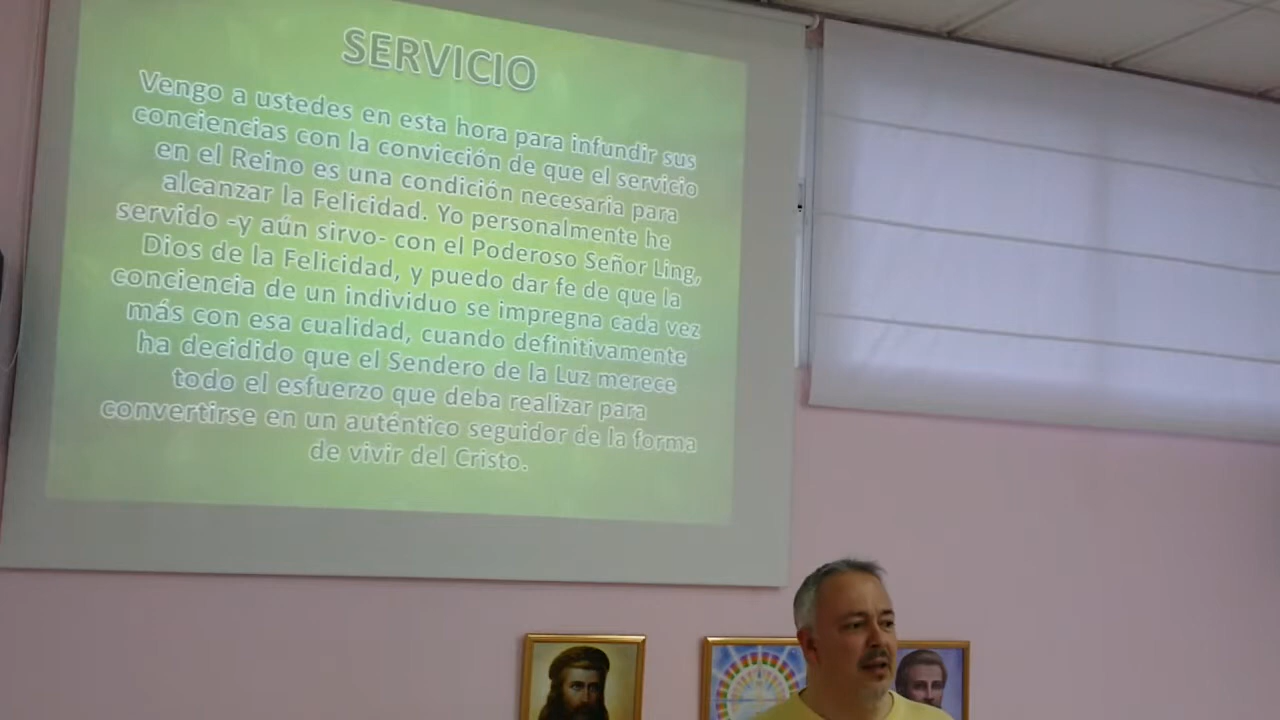 SERVICIO
Vengo a ustedes en esta hora para infundir sus
conciencias con la convicción de que el servicio
en el Reino es una condición necesaria para
alcanzar la Felicidad. Yo personalmente he
servido -y aún sirvo- con el Poderoso Señor Ling,
Dios de la Felicidad, y puedo dar fe de que la
conciencia de un individuo se impregna cada vez
más con esa cualidad, cuando definitivamente
ha decidido que el Sendero de la Luz merece
todo el esfuerzo que deba realizar para
convertirse en un auténtico seguidor de la forma
de vivir del Cristo.